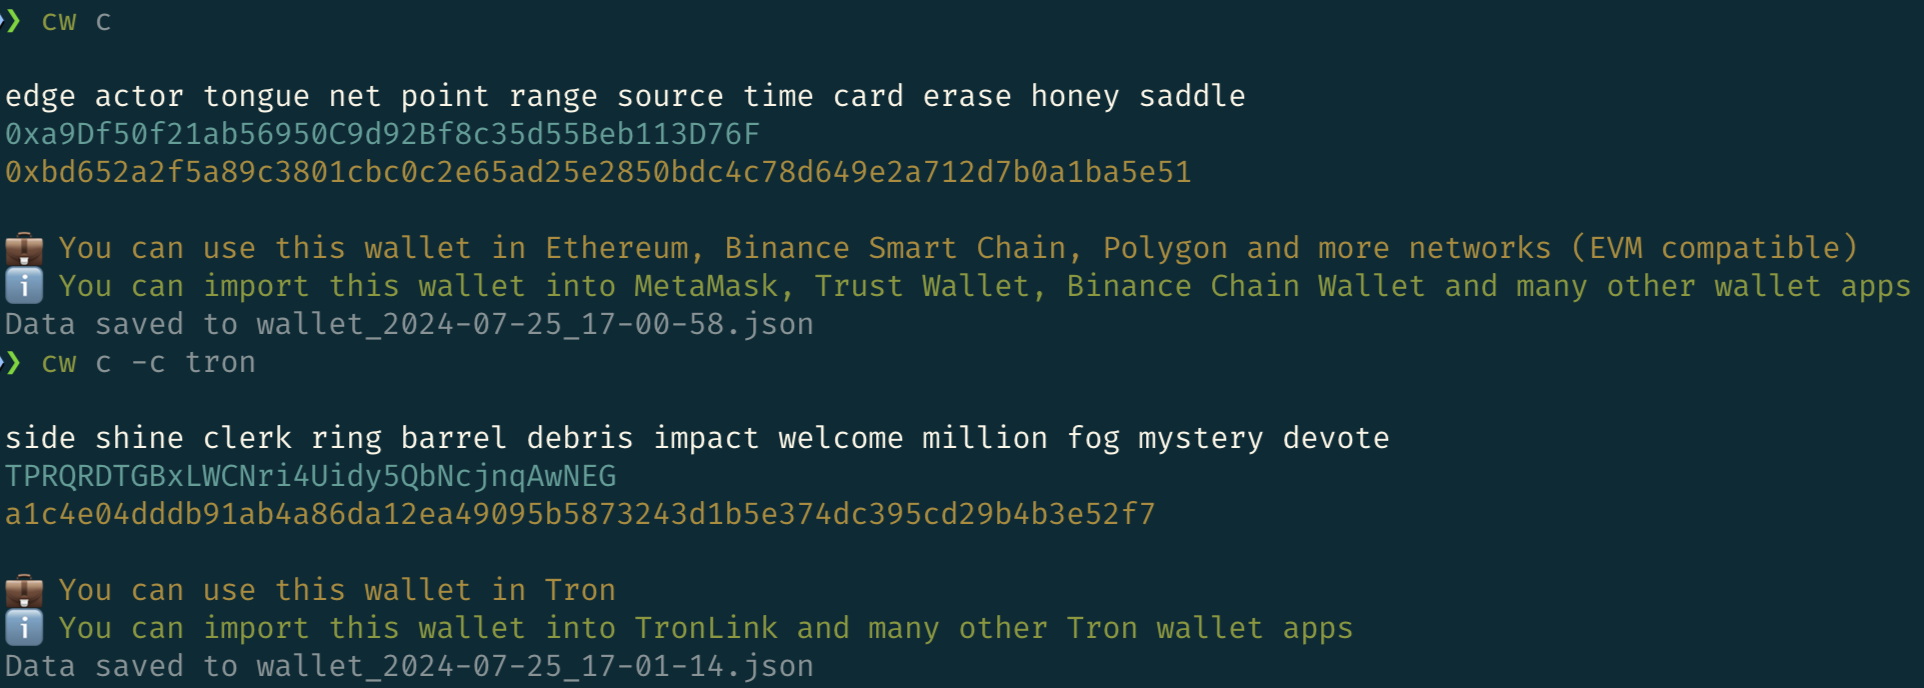 ❯ cw c
edge actor tongue net point range source time card erase honey saddle
0xa9Df50f21ab56950C9d92Bf8c35d55Beb113D76F
0xbd652a2f5a89c3801cbc0c2e65ad25e2850bdc4c78d649e2a712d7b0a1ba5e51
💼 You can use this wallet in Ethereum, Binance Smart Chain, Polygon and more networks (EVM compatible)
ℹ️ You can import this wallet into MetaMask, Trust Wallet, Binance Chain Wallet and many other wallet apps
Data saved to wallet_2024-07-25_17-00-58.json
❯ cw c -c tron
side shine clerk ring barrel debris impact welcome million fog mystery devote
TPRQRDTGBxLWCNri4Uidy5QbNcjnqAwNEG
a1c4e04dddb91ab4a86da12ea49095b5873243d1b5e374dc395cd29b4b3e52f7
💼 You can use this wallet in Tron
ℹ️ You can import this wallet into TronLink and many other Tron wallet apps
Data saved to wallet_2024-07-25_17-01-14.json